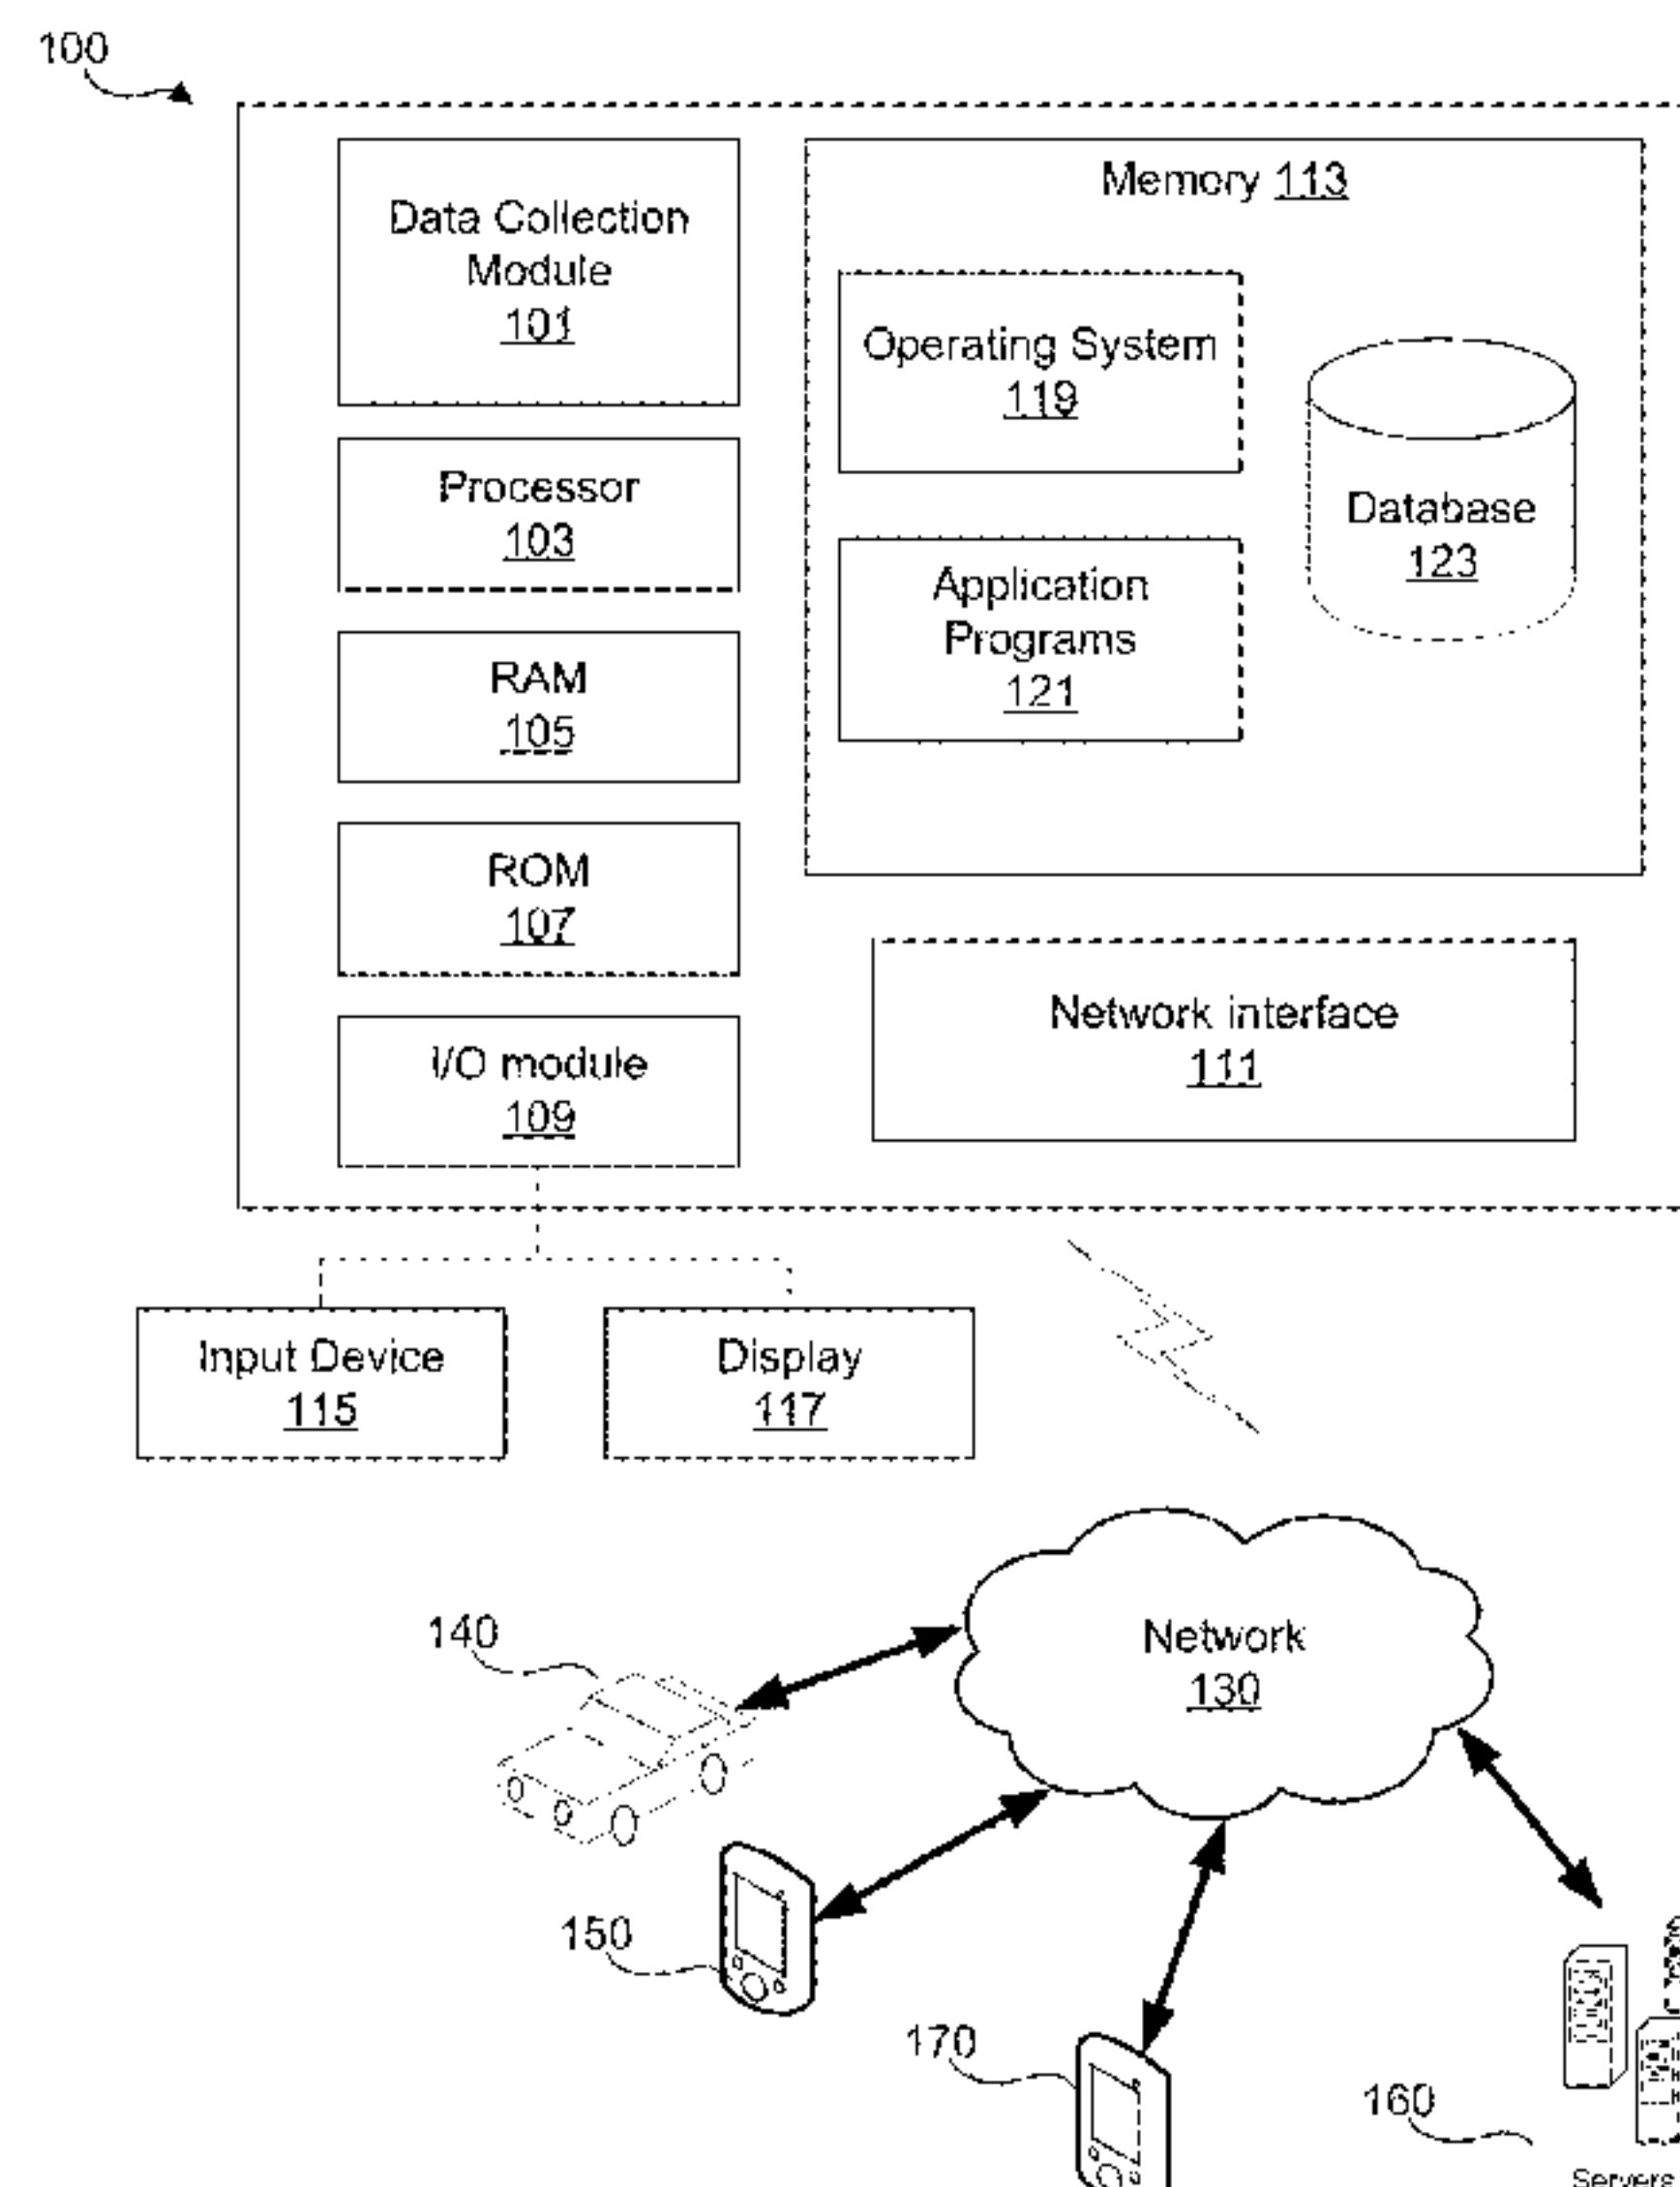 100
Data Collection
Module
101
Processor
103
RAM
105
ROM
107
I/O module
109
Memory 113
Operating System
119
Application
Programs
121
Database
123
Network interface
111
Input Device
115
Display
117
Network
130
140
150
170
160
Servers